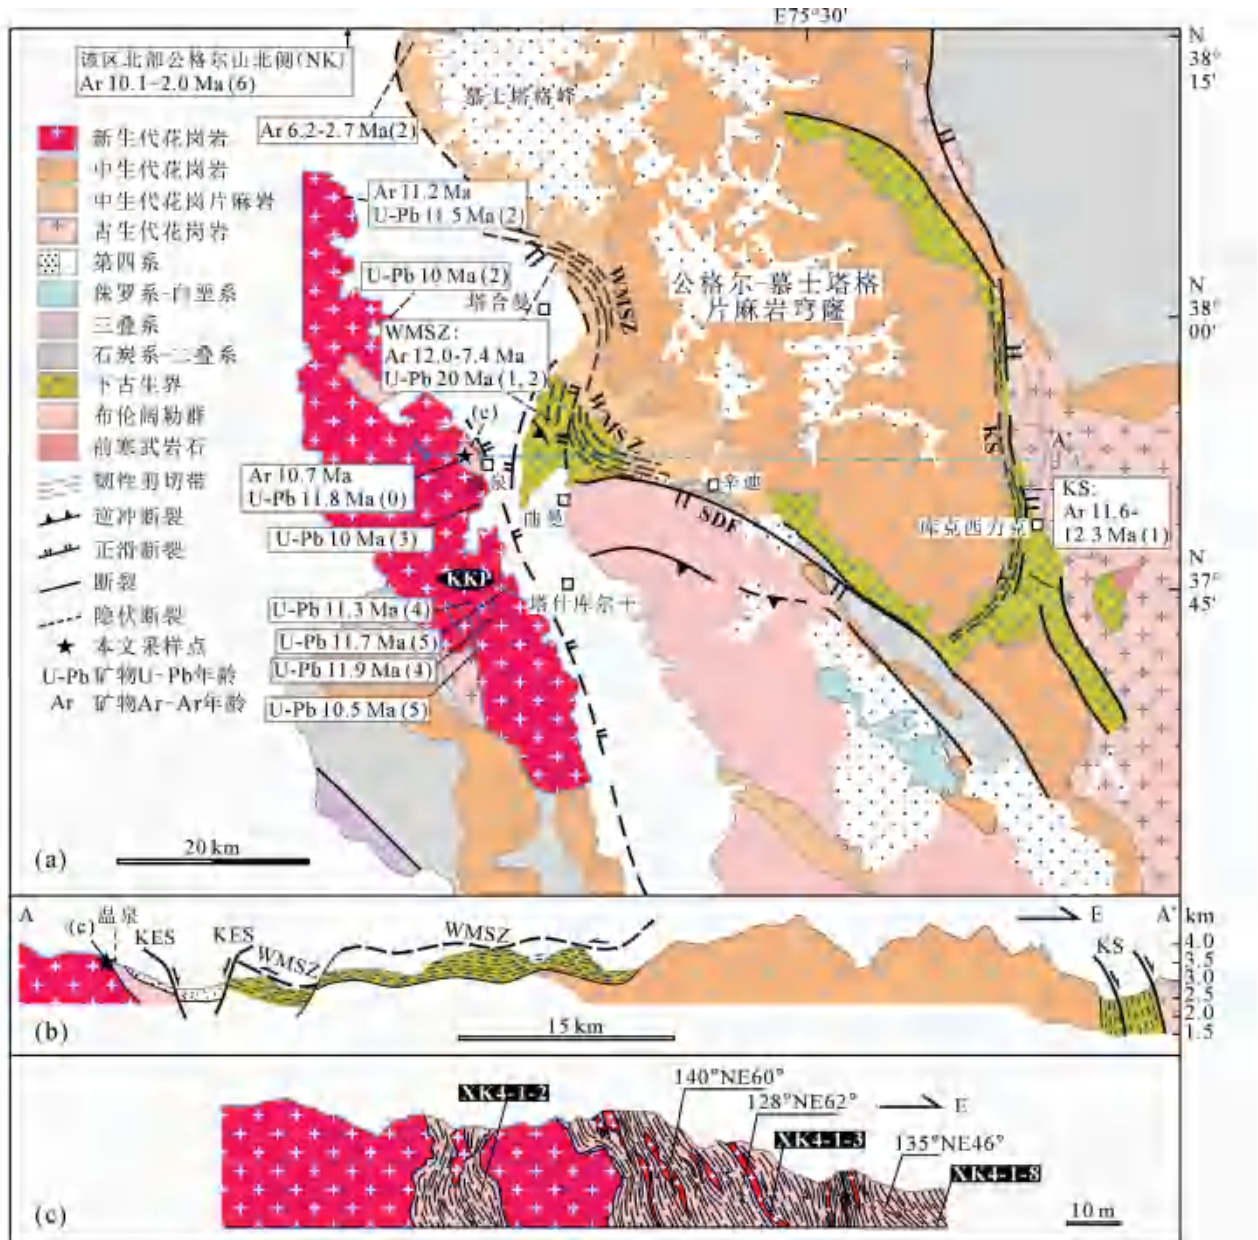 E75°30′
N
38°
15′
该区北部公格尔山北侧(NK)
Ar 10.1-2.0 Ma (6)
慕士塔格峰
Ar 6.2-2.7 Ma(2)
新生代花岗岩
中生代花岗岩
中生代花岗片麻岩
古生代花岗岩
第四系
侏罗系-白垩系
三叠系
石炭系-二叠系
下古生界
布伦阔勒群
前寒武岩石
韧性剪切带
逆冲断裂
正滑断裂
断裂
隐伏断裂
本文采样点
U-Pb 矿物U-Pb年龄
Ar 矿物Ar-Ar年龄
Ar 11.2 Ma
U-Pb 11.5 Ma (2)
U-Pb 10 Ma (2)
塔合曼
WMSZ
公格尔-慕士塔格
片麻岩穹隆
N
38°
00′
WMSZ:
Ar 12.0-7.4 Ma
U-Pb 20 Ma (1, 2)
(c)
WMSZ
KS
A′
Ar 10.7 Ma
U-Pb 11.8 Ma (0)
泉
曲曼
辛迪
SDF
库克西力克
KS:
Ar 11.6-
12.3 Ma (1)
U-Pb 10 Ma (3)
KKP
塔什库尔干
N
37°
45′
U-Pb 11.3 Ma (4)
U-Pb 11.7 Ma (5)
U-Pb 11.9 Ma (4)
U-Pb 10.5 Ma (5)
20 km
(a)
A
温泉
(c)
KES
KES
WMSZ
WMSZ
E
A′
km
KS
4.0
3.5
3.0
2.5
2.0
1.5
15 km
(b)
XK4-1-2
140°NE60°
128°NE62°
E
XK4-1-3
135°NE46°
XK4-1-8
10 m
(c)